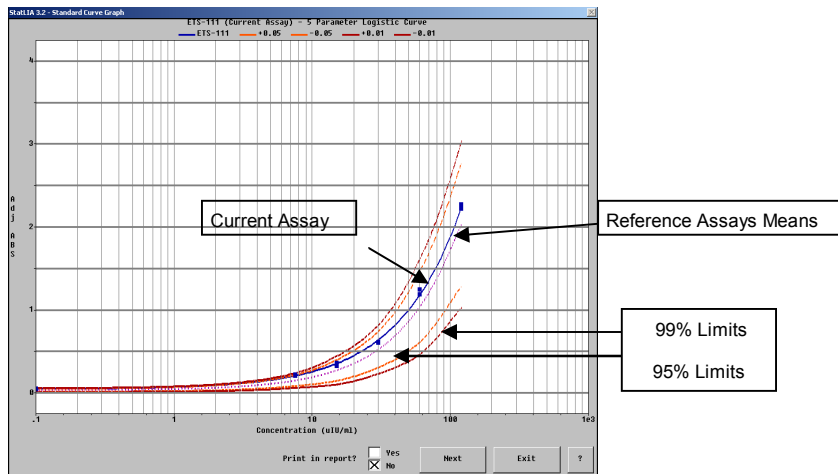 StatLIA 3.2 - Standard Curve Graph
ETS-111 (Current Assay) - 5 Parameter Logistic Curve
ETS-111 +0.05 -0.05 +0.01 -0.01
4
3
Adj ABS
2
1
0
Current Assay
Reference Assays Means
99% Limits
95% Limits
.1 1 10 100 1e3
Concentration (uIU/ml)
Print in report? Yes
No
Next
Exit
?